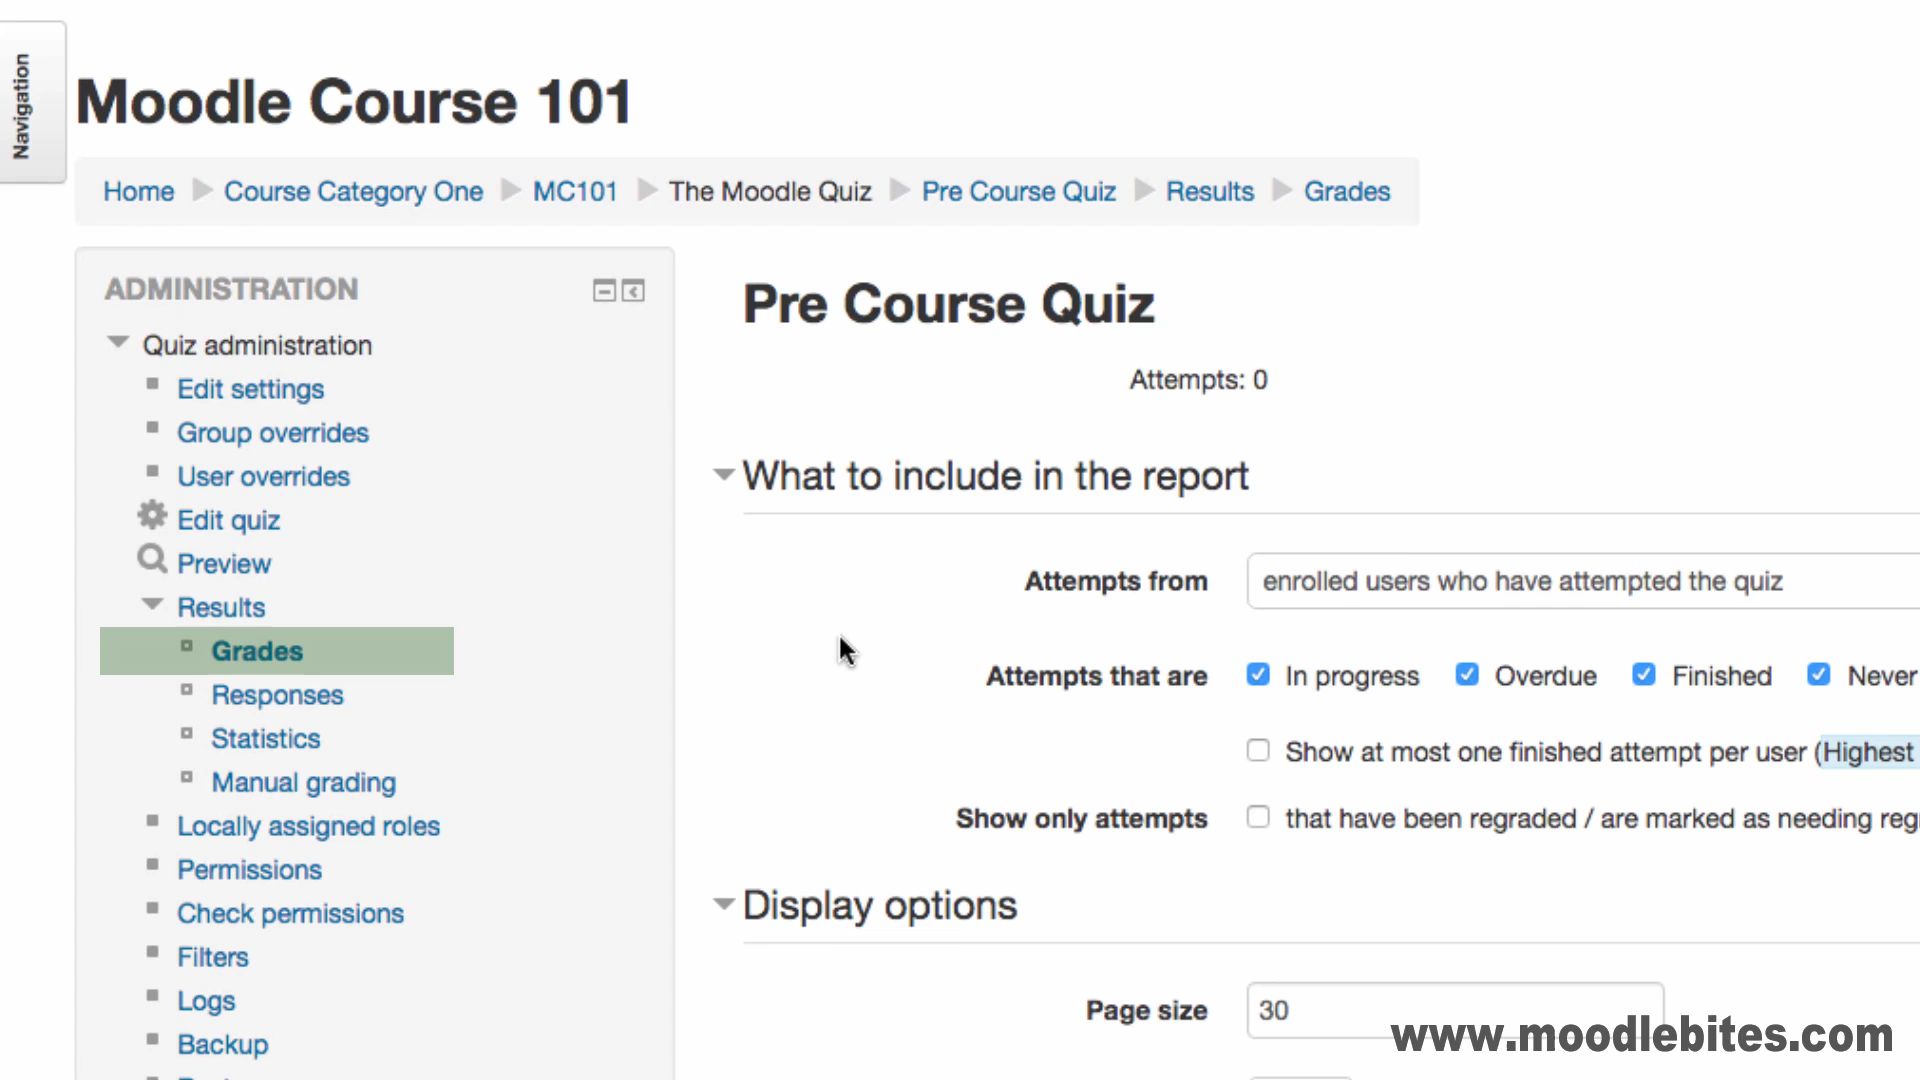 Navigation
Moodle Course 101
Home Course Category One MC101 The Moodle Quiz Pre Course Quiz Results Grades
ADMINISTRATION
Quiz administration
Edit settings
Group overrides
User overrides
Edit quiz
Preview
Results
Grades
Responses
Statistics
Manual grading
Locally assigned roles
Permissions
Check permissions
Filters
Logs
Backup
Pre Course Quiz
Attempts: 0
What to include in the report
Attempts from enrolled users who have attempted the quiz
Attempts that are In progress Overdue Finished Never
Show at most one finished attempt per user (Highest
Show only attempts that have been regraded / are marked as needing reg
Display options
Page size 30
www.moodlebites.com